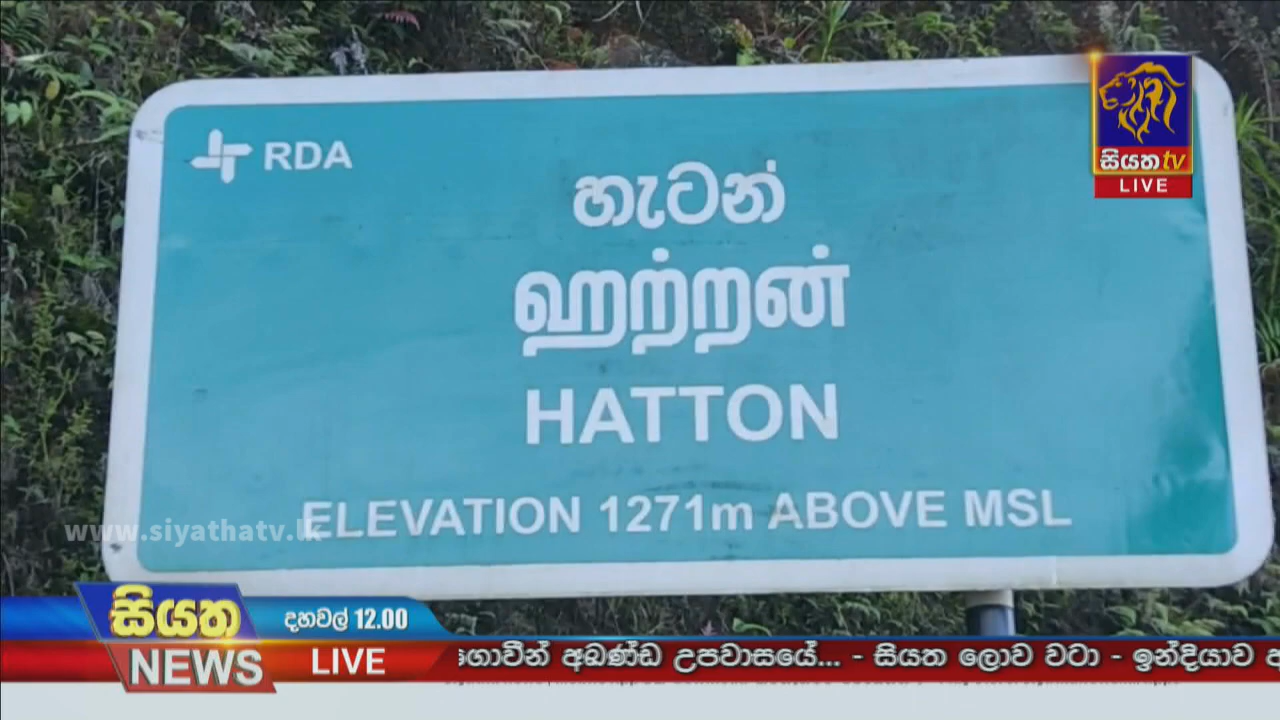 RDA
හැටන්
ஹற்றன்
HATTON
ELEVATION 1271m ABOVE MSL
සියත tv
LIVE
www.siyathatv.lk
සියත
NEWS
දහවල් 12.00
LIVE
අඛණ්ඩ උපවාසයේ... - සියත ලොව වටා - ඉන්දියාව